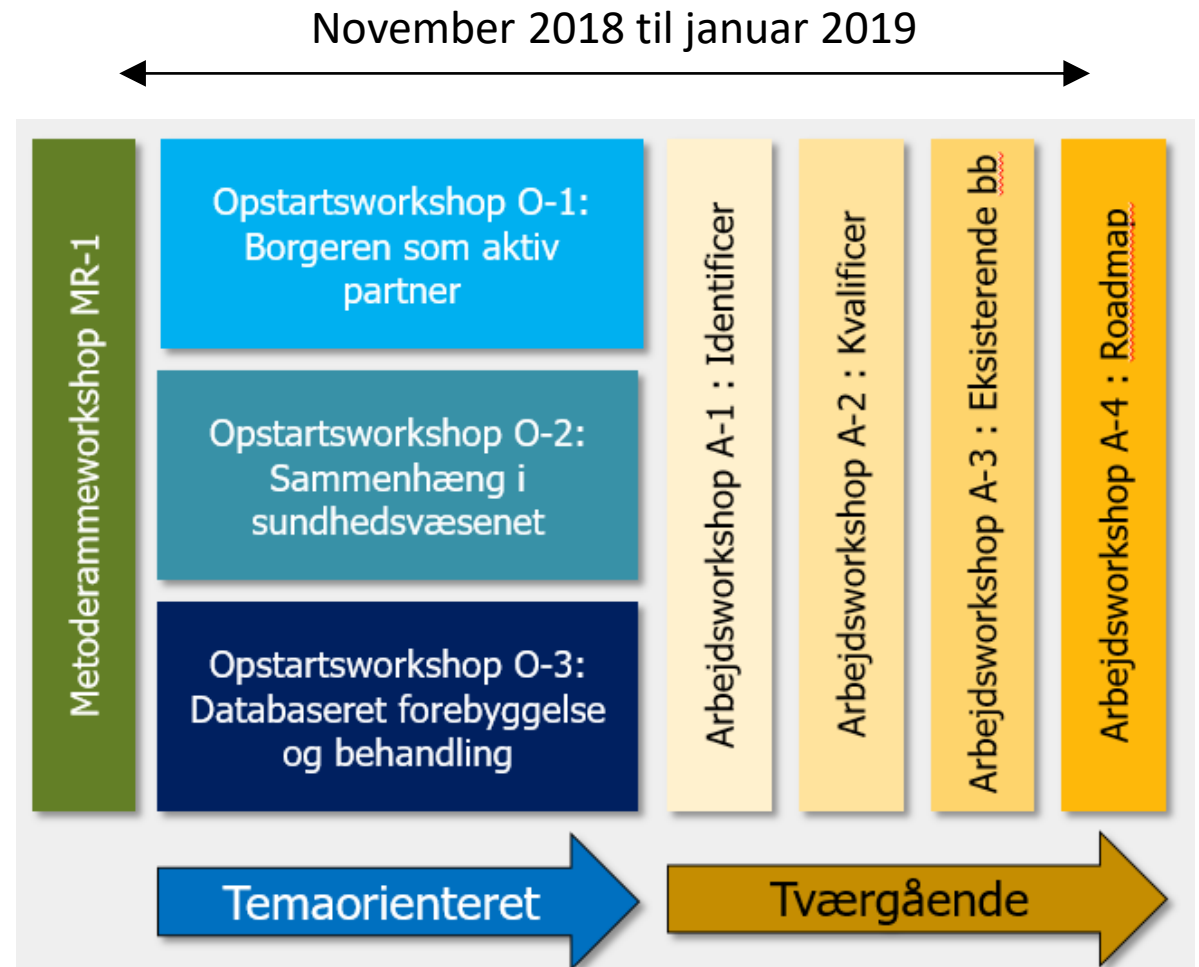 November 2018 til januar 2019
Metoderammeworkshop MR-1
Opstartsworkshop O-1:
Borgeren som aktiv
partner
Opstartsworkshop O-2:
Sammenhæng i
sundhedsvæsenet
Opstartsworkshop O-3:
Databaseret forebyggelse
og behandling
Arbejdsworkshop A-1 : Identificer
Arbejdsworkshop A-2 : Kvalificer
Arbejdsworkshop A-3 : Eksisterende bb
Arbejdsworkshop A-4 : Roadmap
Temaorienteret
Tværgående